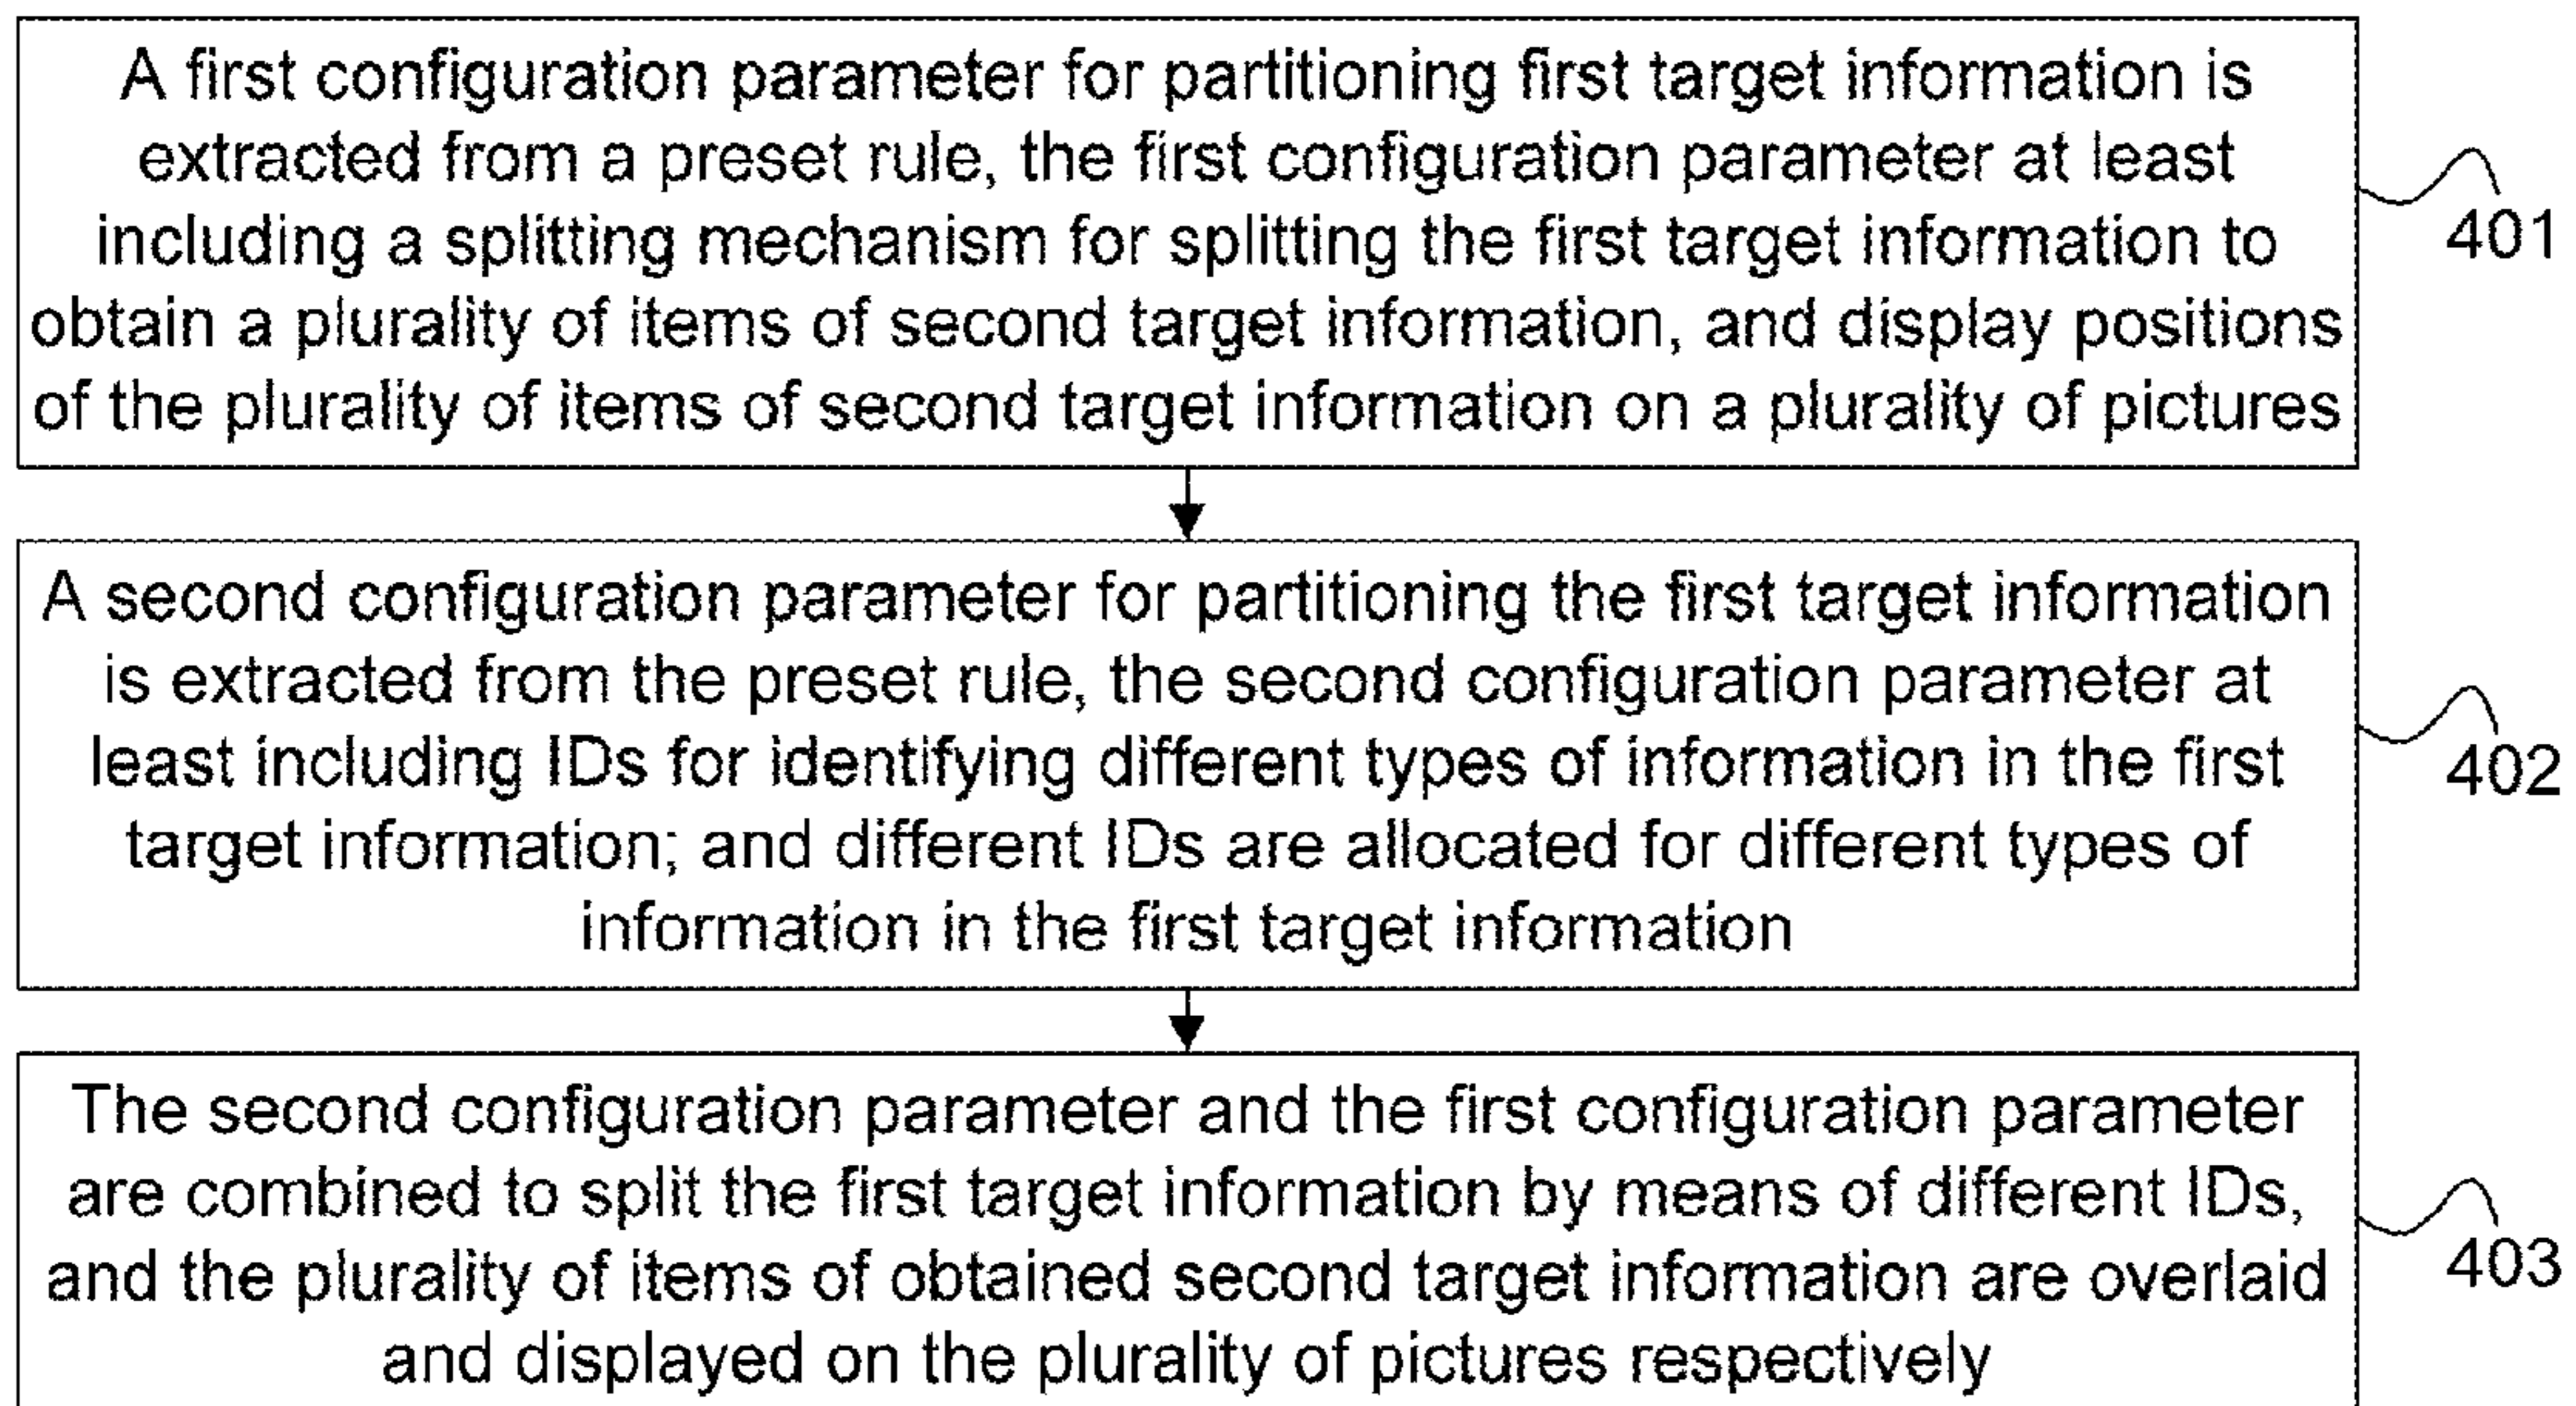 A first configuration parameter for partitioning first target information is
extracted from a preset rule, the first configuration parameter at least
including a splitting mechanism for splitting the first target information to
obtain a plurality of items of second target information, and display positions
of the plurality of items of second target information on a plurality of pictures
401
A second configuration parameter for partitioning the first target information
is extracted from the preset rule, the second configuration parameter at
least including IDs for identifying different types of information in the first
target information; and different IDs are allocated for different types of
information in the first target information
402
The second configuration parameter and the first configuration parameter
are combined to split the first target information by means of different IDs,
and the plurality of items of obtained second target information are overlaid
and displayed on the plurality of pictures respectively
403